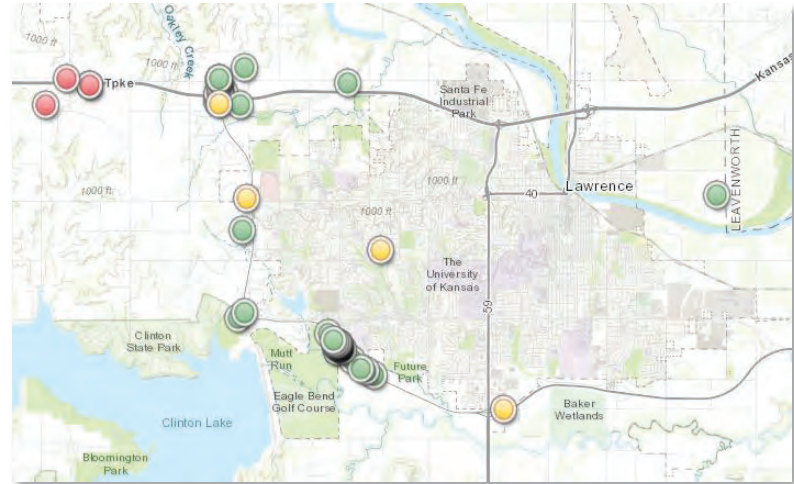 Oakley Creek
1000 ft
1000 ft
Tpke
Santa Fe
Industrial
Park
Kansas
1000 ft.
1000 ft
1000 ft
40
Lawrence
LEAVENWORTH
The
University
of Kansas
59
Clinton
State Park
Mutt
Run
Future
Park
Eagle Bend
Golf Course
Baker
Wetlands
Clinton Lake
Bloomington
Park